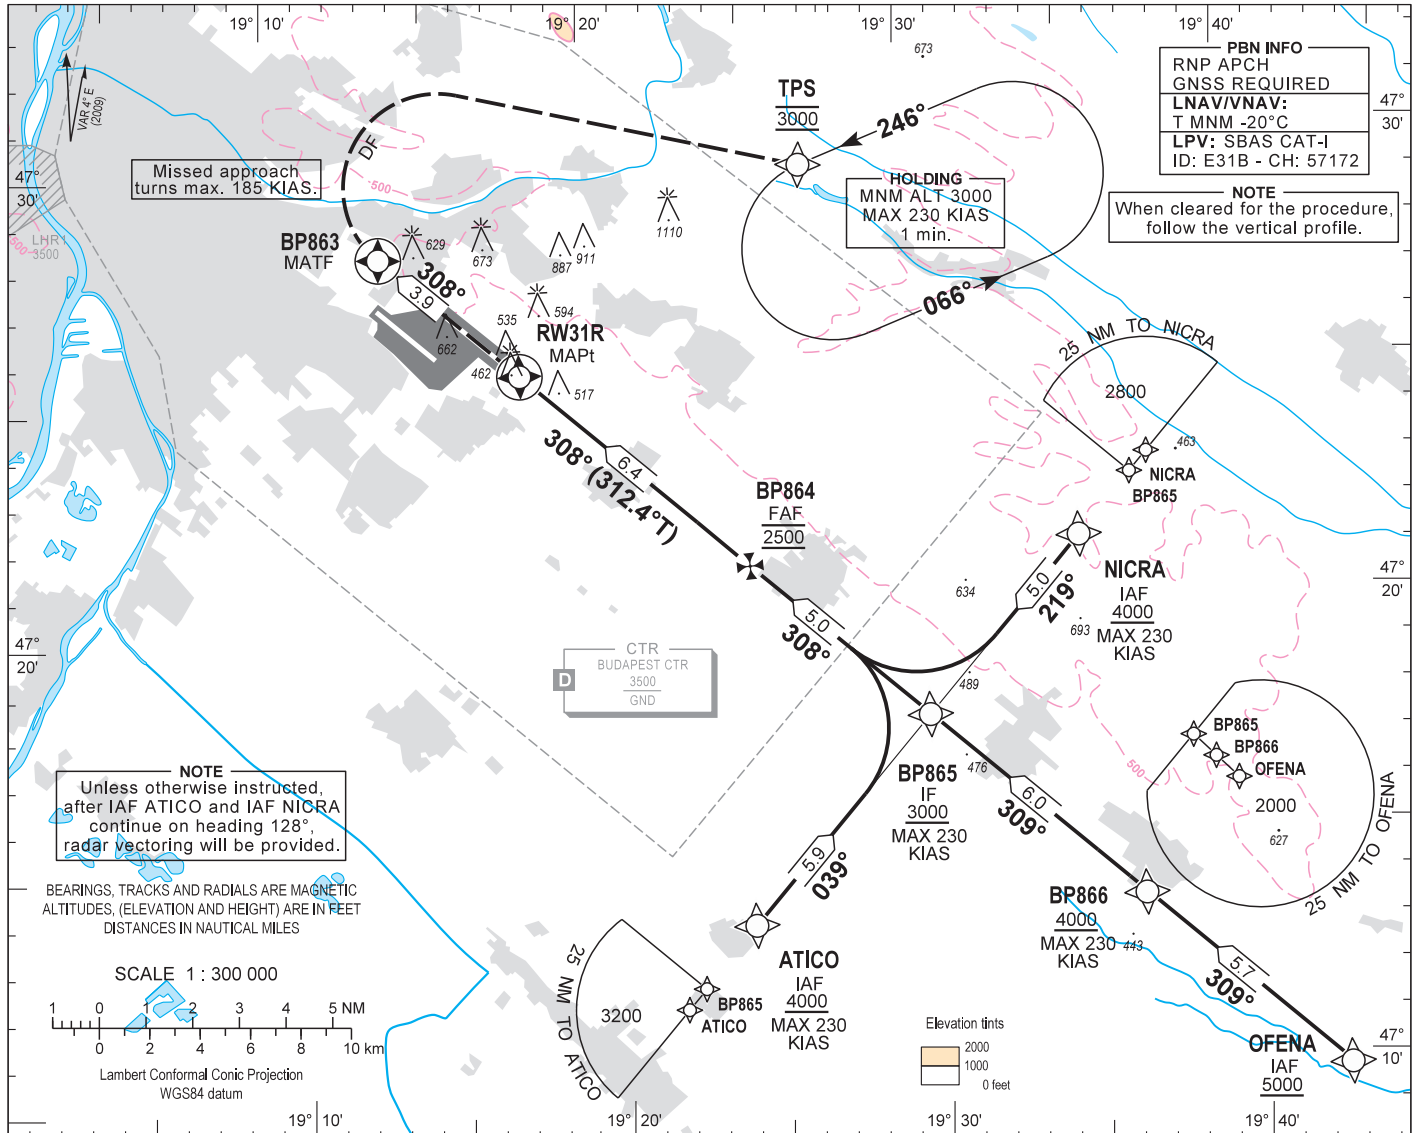 19° 10'
19° 20'
19° 30'
19° 40'
VAR 4° E
(2009)
47°
30'
47°
30'
PBN INFO
RNP APCH
GNSS REQUIRED
LNAV/VNAV:
T MNM -20°C
LPV: SBAS CAT-I
ID: E31B - CH: 57172
NOTE
When cleared for the procedure,
follow the vertical profile.
673
TPS
3000
246°
HOLDING
MNM ALT 3000
MAX 230 KIAS
1 min.
066°
DF
Missed approach
turns max. 185 KIAS.
500
500
LHR1
3500
BP863
MATF
629
673
887
911
1110
594
308°
3.9
662
535
462
RW31R
MAPt
517
25 NM TO NICRA
2800
463
NICRA
BP865
6.4
308° (312.4°T)
BP864
FAF
2500
5.0
308°
634
5.0
219°
NICRA
IAF
4000
MAX 230
KIAS
693
47°
20'
47°
20'
CTR
BUDAPEST CTR
3500
GND
D
489
476
BP865
IF
3000
MAX 230
KIAS
6.0
309°
500
BP865
BP866
OFENA
2000
627
25 NM TO OFENA
NOTE
Unless otherwise instructed,
after IAF ATICO and IAF NICRA
continue on heading 128°,
radar vectoring will be provided.
BEARINGS, TRACKS AND RADIALS ARE MAGNETIC
ALTITUDES, (ELEVATION AND HEIGHT) ARE IN FEET
DISTANCES IN NAUTICAL MILES
5.9
039°
ATICO
IAF
4000
MAX 230
KIAS
BP866
4000
MAX 230
KIAS
443
5.7
309°
OFENA
IAF
5000
25 NM TO ATICO
3200
BP865
ATICO
SCALE 1 : 300 000
1 0 1 2 3 4 5 NM
0 2 4 6 8 10 km
Lambert Conformal Conic Projection
WGS84 datum
Elevation tints
2000
1000
0 feet
47°
10'
19° 10'
19° 20'
19° 30'
19° 40'